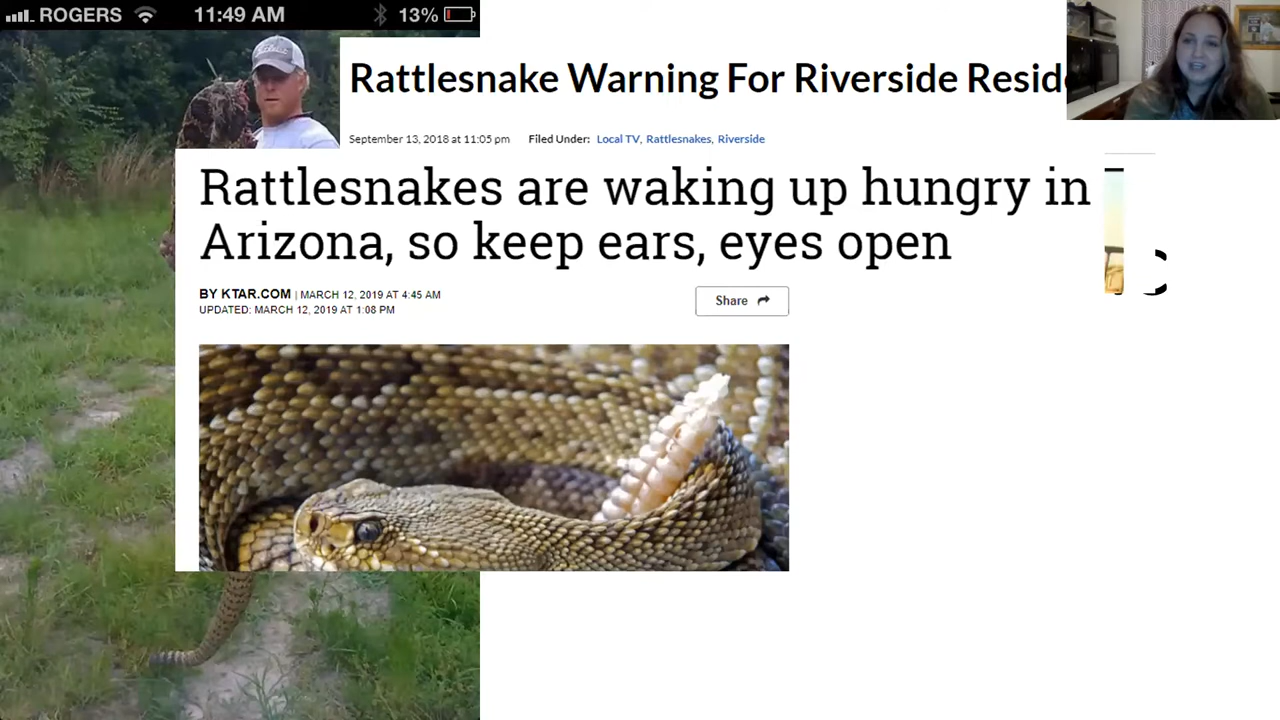 ROGERS 11:49 AM 13%
Rattlesnake Warning For Riverside
September 13, 2018 at 11:05 pm Filed Under: Local TV, Rattlesnakes, Riverside
Rattlesnakes are waking up hungry in
Arizona, so keep ears, eyes open
BY KTAR.COM | MARCH 12, 2019 AT 4:45 AM
UPDATED: MARCH 12, 2019 AT 1:08 PM
Share